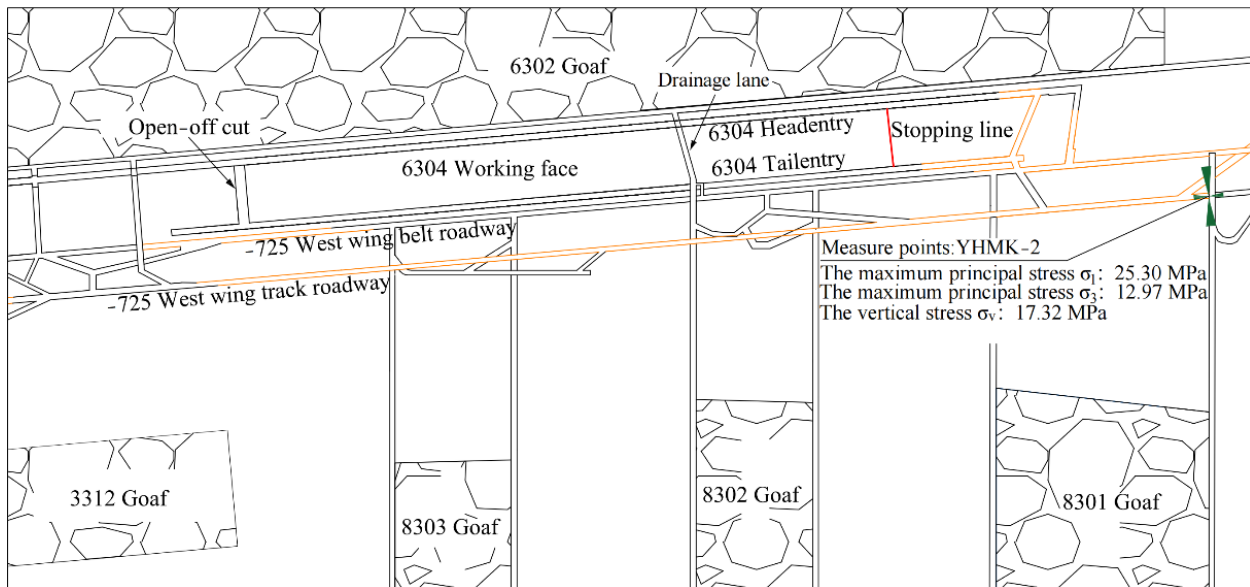 6302 Goaf
Drainage lane
Open-off cut
6304 Headentry
Stopping line
6304 Working face
6304 Tailentry
-725 West wing belt roadway
-725 West wing track roadway
Measure points:YHMK-2
The maximum principal stress σ₁: 25.30 MPa
The maximum principal stress σ₃: 12.97 MPa
The vertical stress σᵥ: 17.32 MPa
3312 Goaf
8303 Goaf
8302 Goaf
8301 Goaf